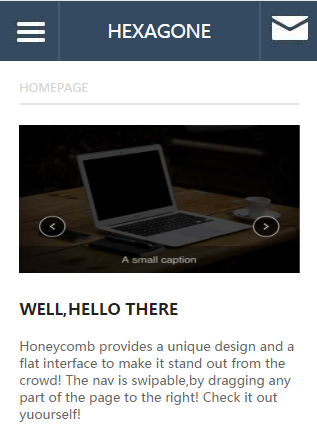 HEXAGONE
HOMEPAGE
A small caption
WELL,HELLO THERE
Honeycomb provides a unique design and a
flat interface to make it stand out from the
crowd! The nav is swipable,by dragging any
part of the page to the right! Check it out
yuourself!